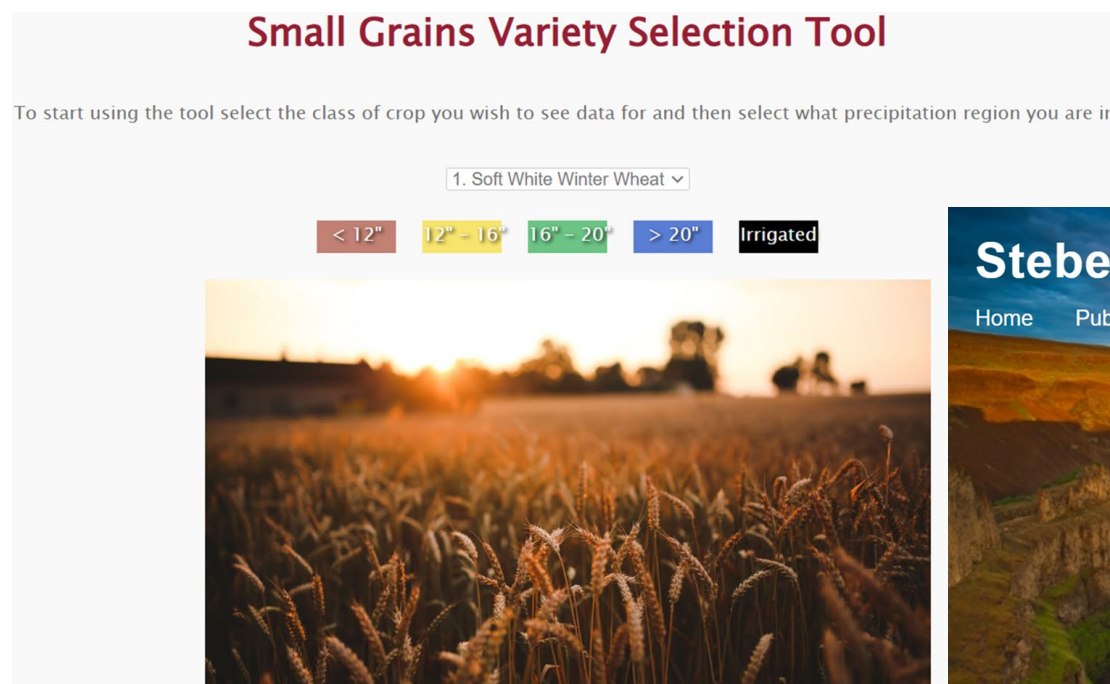 Small Grains Variety Selection Tool
To start using the tool select the class of crop you wish to see data for and then select what precipitation region you are in
1. Soft White Winter Wheat
< 12" 12" – 16" 16" – 20" > 20" Irrigated
Stebe
Home Pub